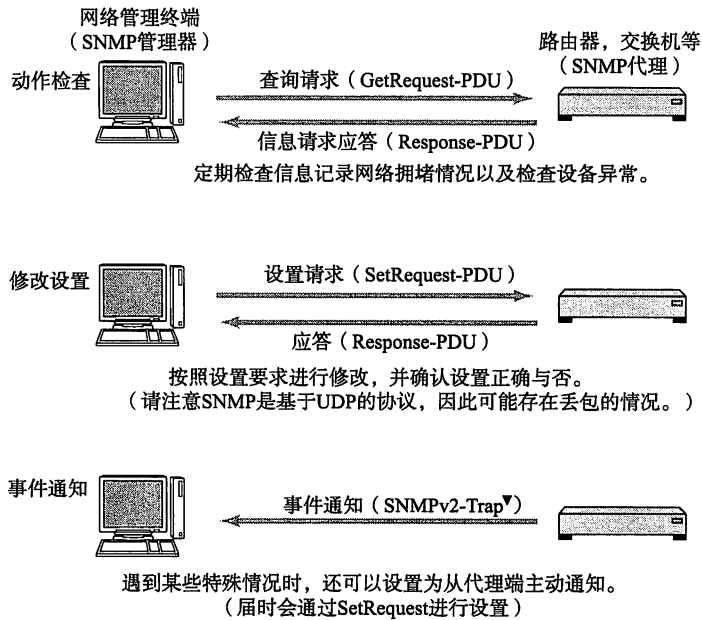 网络管理终端
（SNMP管理器）
路由器，交换机等
（SNMP代理）
动作检查
查询请求（GetRequest-PDU）
信息请求应答（Response-PDU）
定期检查信息记录网络拥堵情况以及检查设备异常。
修改设置
设置请求（SetRequest-PDU）
应答（Response-PDU）
按照设置要求进行修改，并确认设置正确与否。
（请注意SNMP是基于UDP的协议，因此可能存在丢包的情况。）
事件通知
事件通知（SNMPv2-Trap▼）
遇到某些特殊情况时，还可以设置为从代理端主动通知。
（届时会通过SetRequest进行设置）